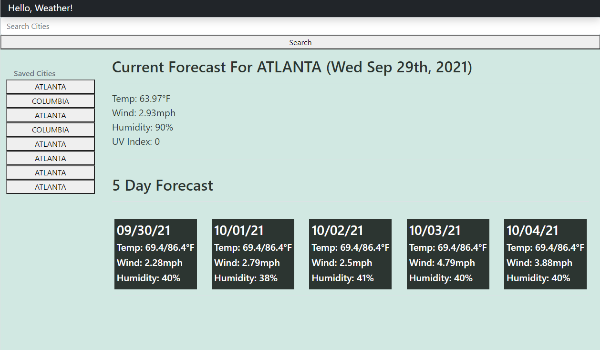 Hello, Weather!
Search Cities
Search
Saved Cities
ATLANTA
COLUMBIA
ATLANTA
COLUMBIA
ATLANTA
ATLANTA
ATLANTA
ATLANTA
Current Forecast For ATLANTA (Wed Sep 29th, 2021)
Temp: 63.97°F
Wind: 2.93mph
Humidity: 90%
UV Index: 0
5 Day Forecast
09/30/21
Temp: 69.4/86.4°F
Wind: 2.28mph
Humidity: 40%
10/01/21
Temp: 69.4/86.4°F
Wind: 2.79mph
Humidity: 38%
10/02/21
Temp: 69.4/86.4°F
Wind: 2.5mph
Humidity: 41%
10/03/21
Temp: 69.4/86.4°F
Wind: 4.79mph
Humidity: 40%
10/04/21
Temp: 69.4/86.4°F
Wind: 3.88mph
Humidity: 40%